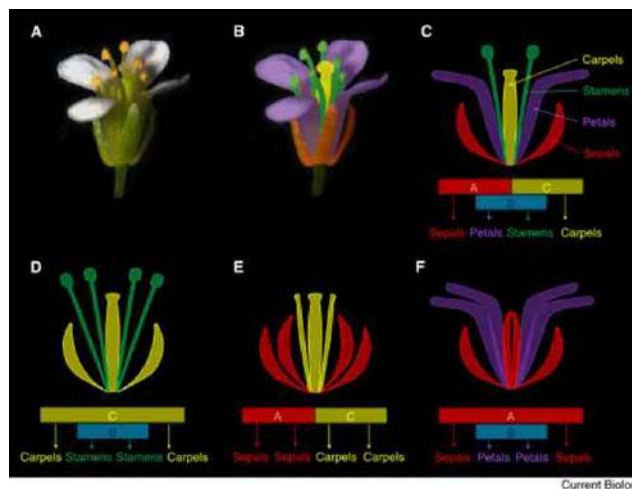 A
B
C
Carpels
Stamens
Petals
Sepals
A C
B
Sepals Petals Stamens Carpels
D
E
F
C
B
Carpels Stamens Stamens Carpels
A C
Sepals Sepals Carpels Carpels
A
B
Sepals Petals Petals Sepals
Current Biolo